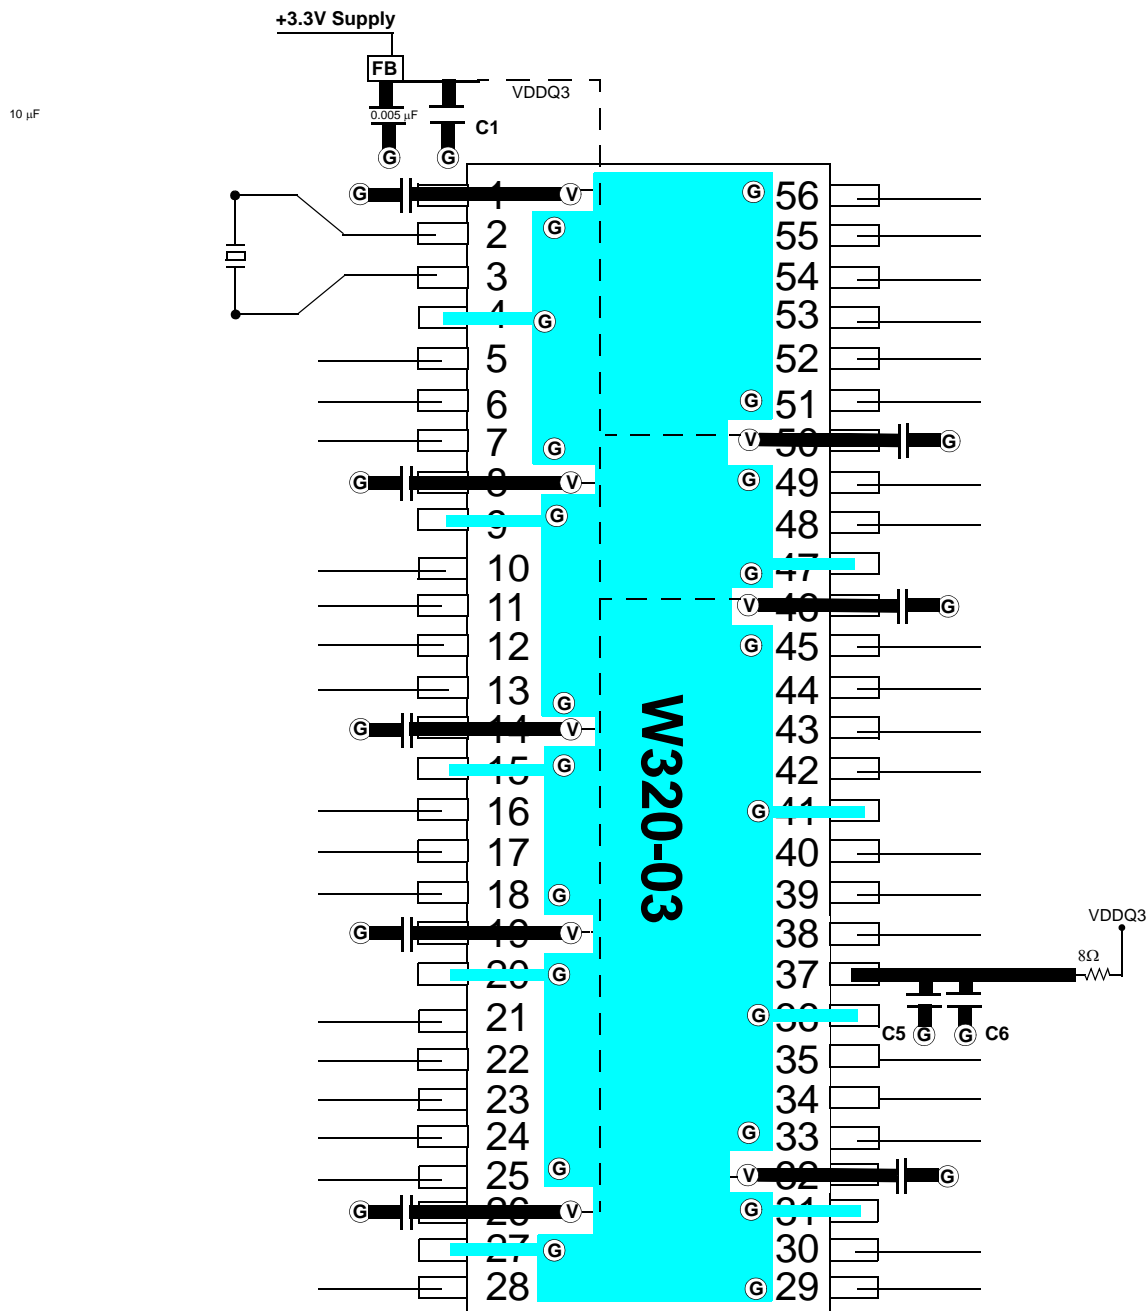 +3.3V Supply
FB
VDDQ3
10 µF
0.005 µF
C1
G
G
G
1
V
G
56
2
G
55
3
54
4
G
53
5
52
6
G
51
7
G
V
50
G
G
8
V
G
49
9
G
48
10
G
47
11
V
46
G
12
G
45
13
G
44
G
14
V
43
15
G
42
16
G
41
17
40
18
G
39
G
19
V
38
VDDQ3
8Ω
20
G
37
21
G
36
C5
G
G
C6
22
35
23
34
24
G
33
25
G
V
32
G
G
26
V
G
31
27
G
30
28
G
29
W320-03